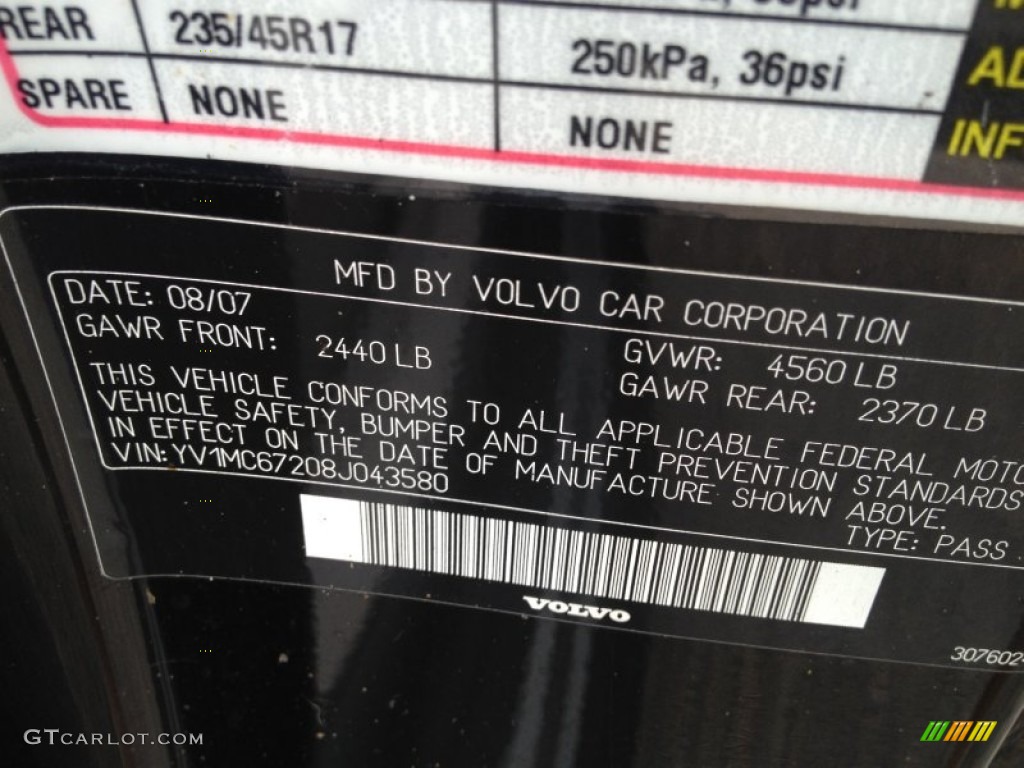 REAR 235/45R17 250kPa, 36psi
SPARE NONE NONE
INF
MFD BY VOLVO CAR CORPORATION
DATE: 08/07
GAWR FRONT: 2440 LB GVWR: 4560 LB
GAWR REAR: 2370 LB
THIS VEHICLE CONFORMS TO ALL APPLICABLE FEDERAL MOTO
VEHICLE SAFETY, BUMPER AND THEFT PREVENTION STANDARDS
IN EFFECT ON THE DATE OF MANUFACTURE SHOWN ABOVE.
VIN: YV1MC67208J043580 TYPE: PASS
VOLVO
307602
GTCARLOT.COM